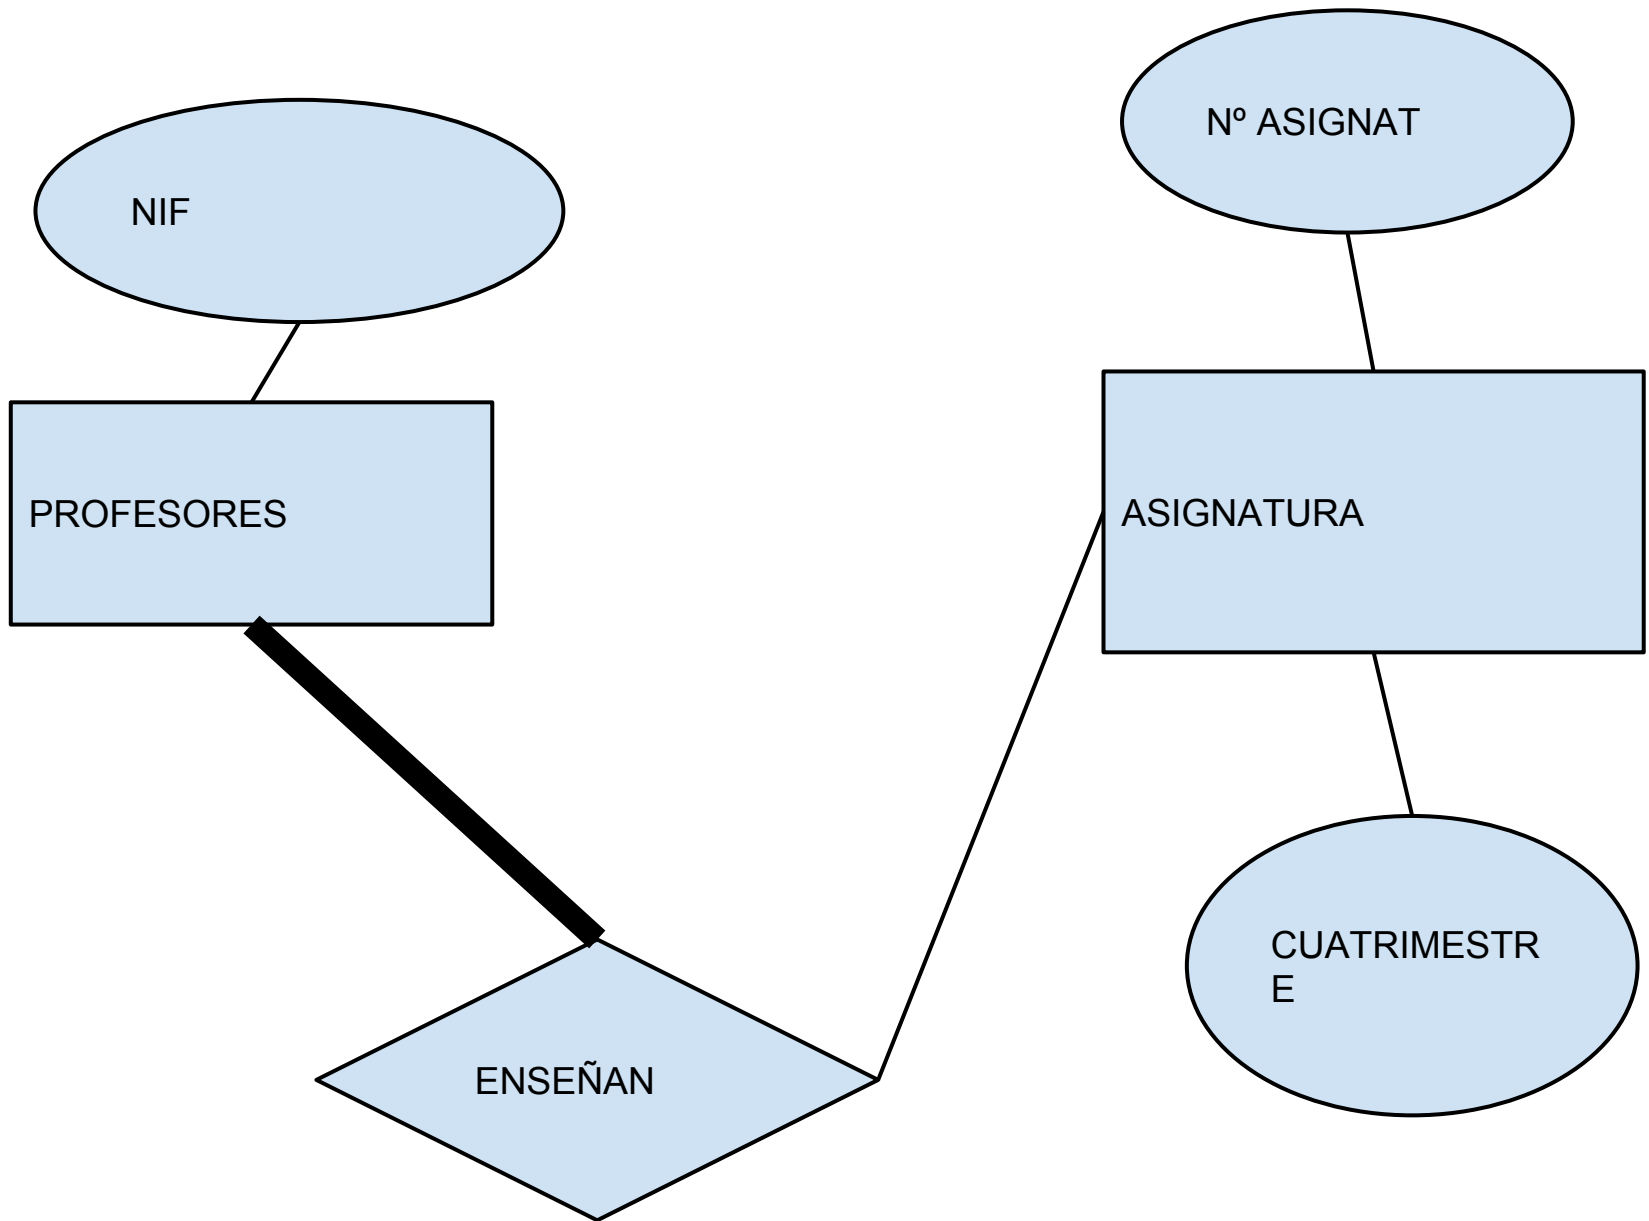 Nº ASIGNAT
NIF
PROFESORES
ASIGNATURA
CUATRIMESTR
E
ENSEÑAN